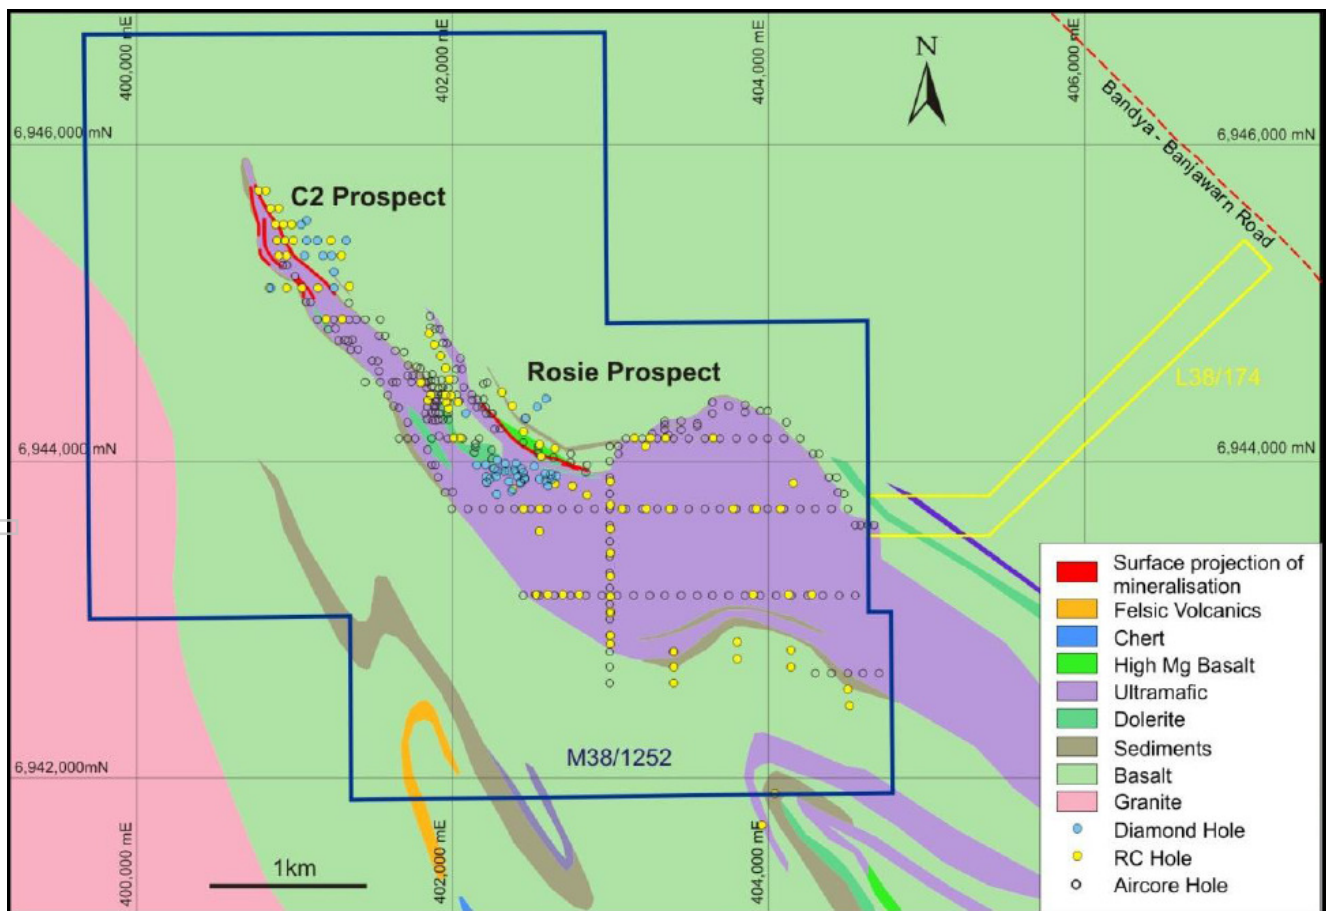 400,000 mE
402,000 mE
404,000 mE
406,000 mE
N
Bandya - Banjawarn Road
6,946,000 mN
6,946,000 mN
C2 Prospect
Rosie Prospect
L38/174
6,944,000 mN
6,944,000 mN
M38/1252
6,942,000mN
400,000 mE
402,000 mE
404,000 mE
1km
Surface projection of
mineralisation
Felsic Volcanics
Chert
High Mg Basalt
Ultramafic
Dolerite
Sediments
Basalt
Granite
Diamond Hole
RC Hole
Aircore Hole